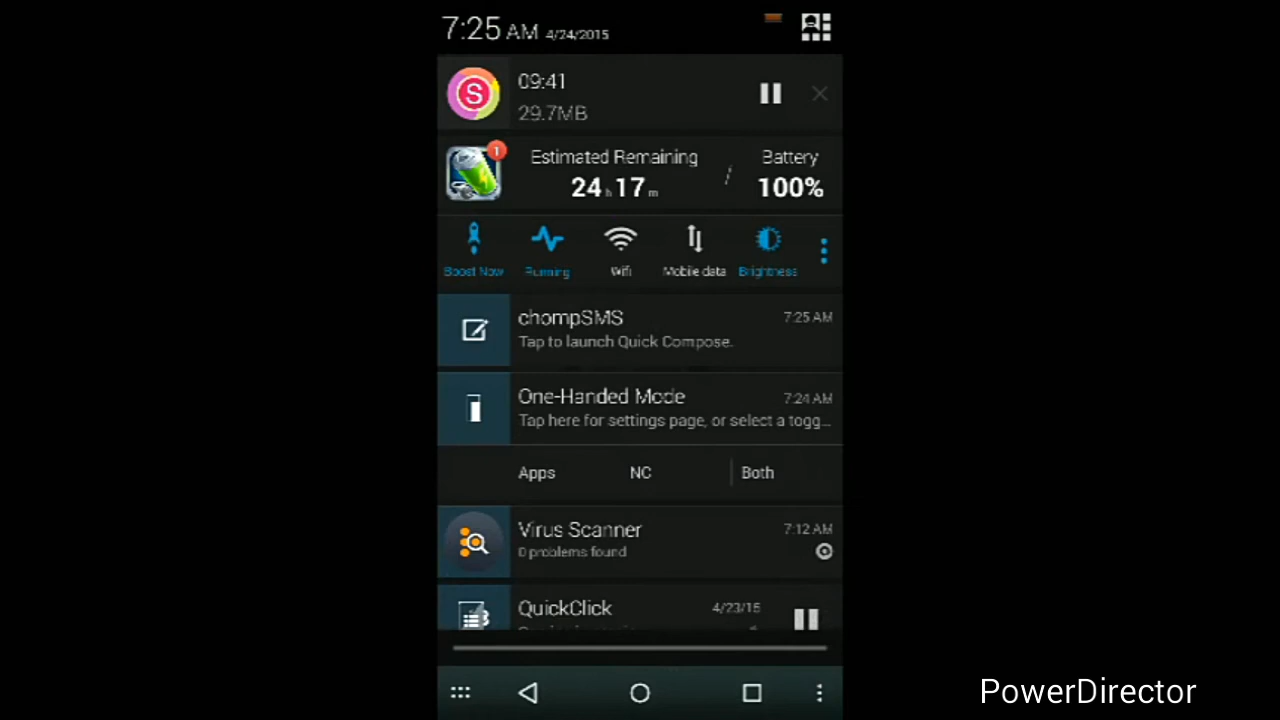 7:25 AM 4/24/2015
S
09:41
29.7MB
1
Estimated Remaining
24 h 17 m
/
Battery
100%
Boost Now Running Wifi Mobile data Brightness
chompSMS 7:25 AM
Tap to launch Quick Compose.
One-Handed Mode 7:24 AM
Tap here for settings page, or select a togg...
Apps NC Both
Virus Scanner 7:12 AM
0 problems found
QuickClick 4/23/15
PowerDirector